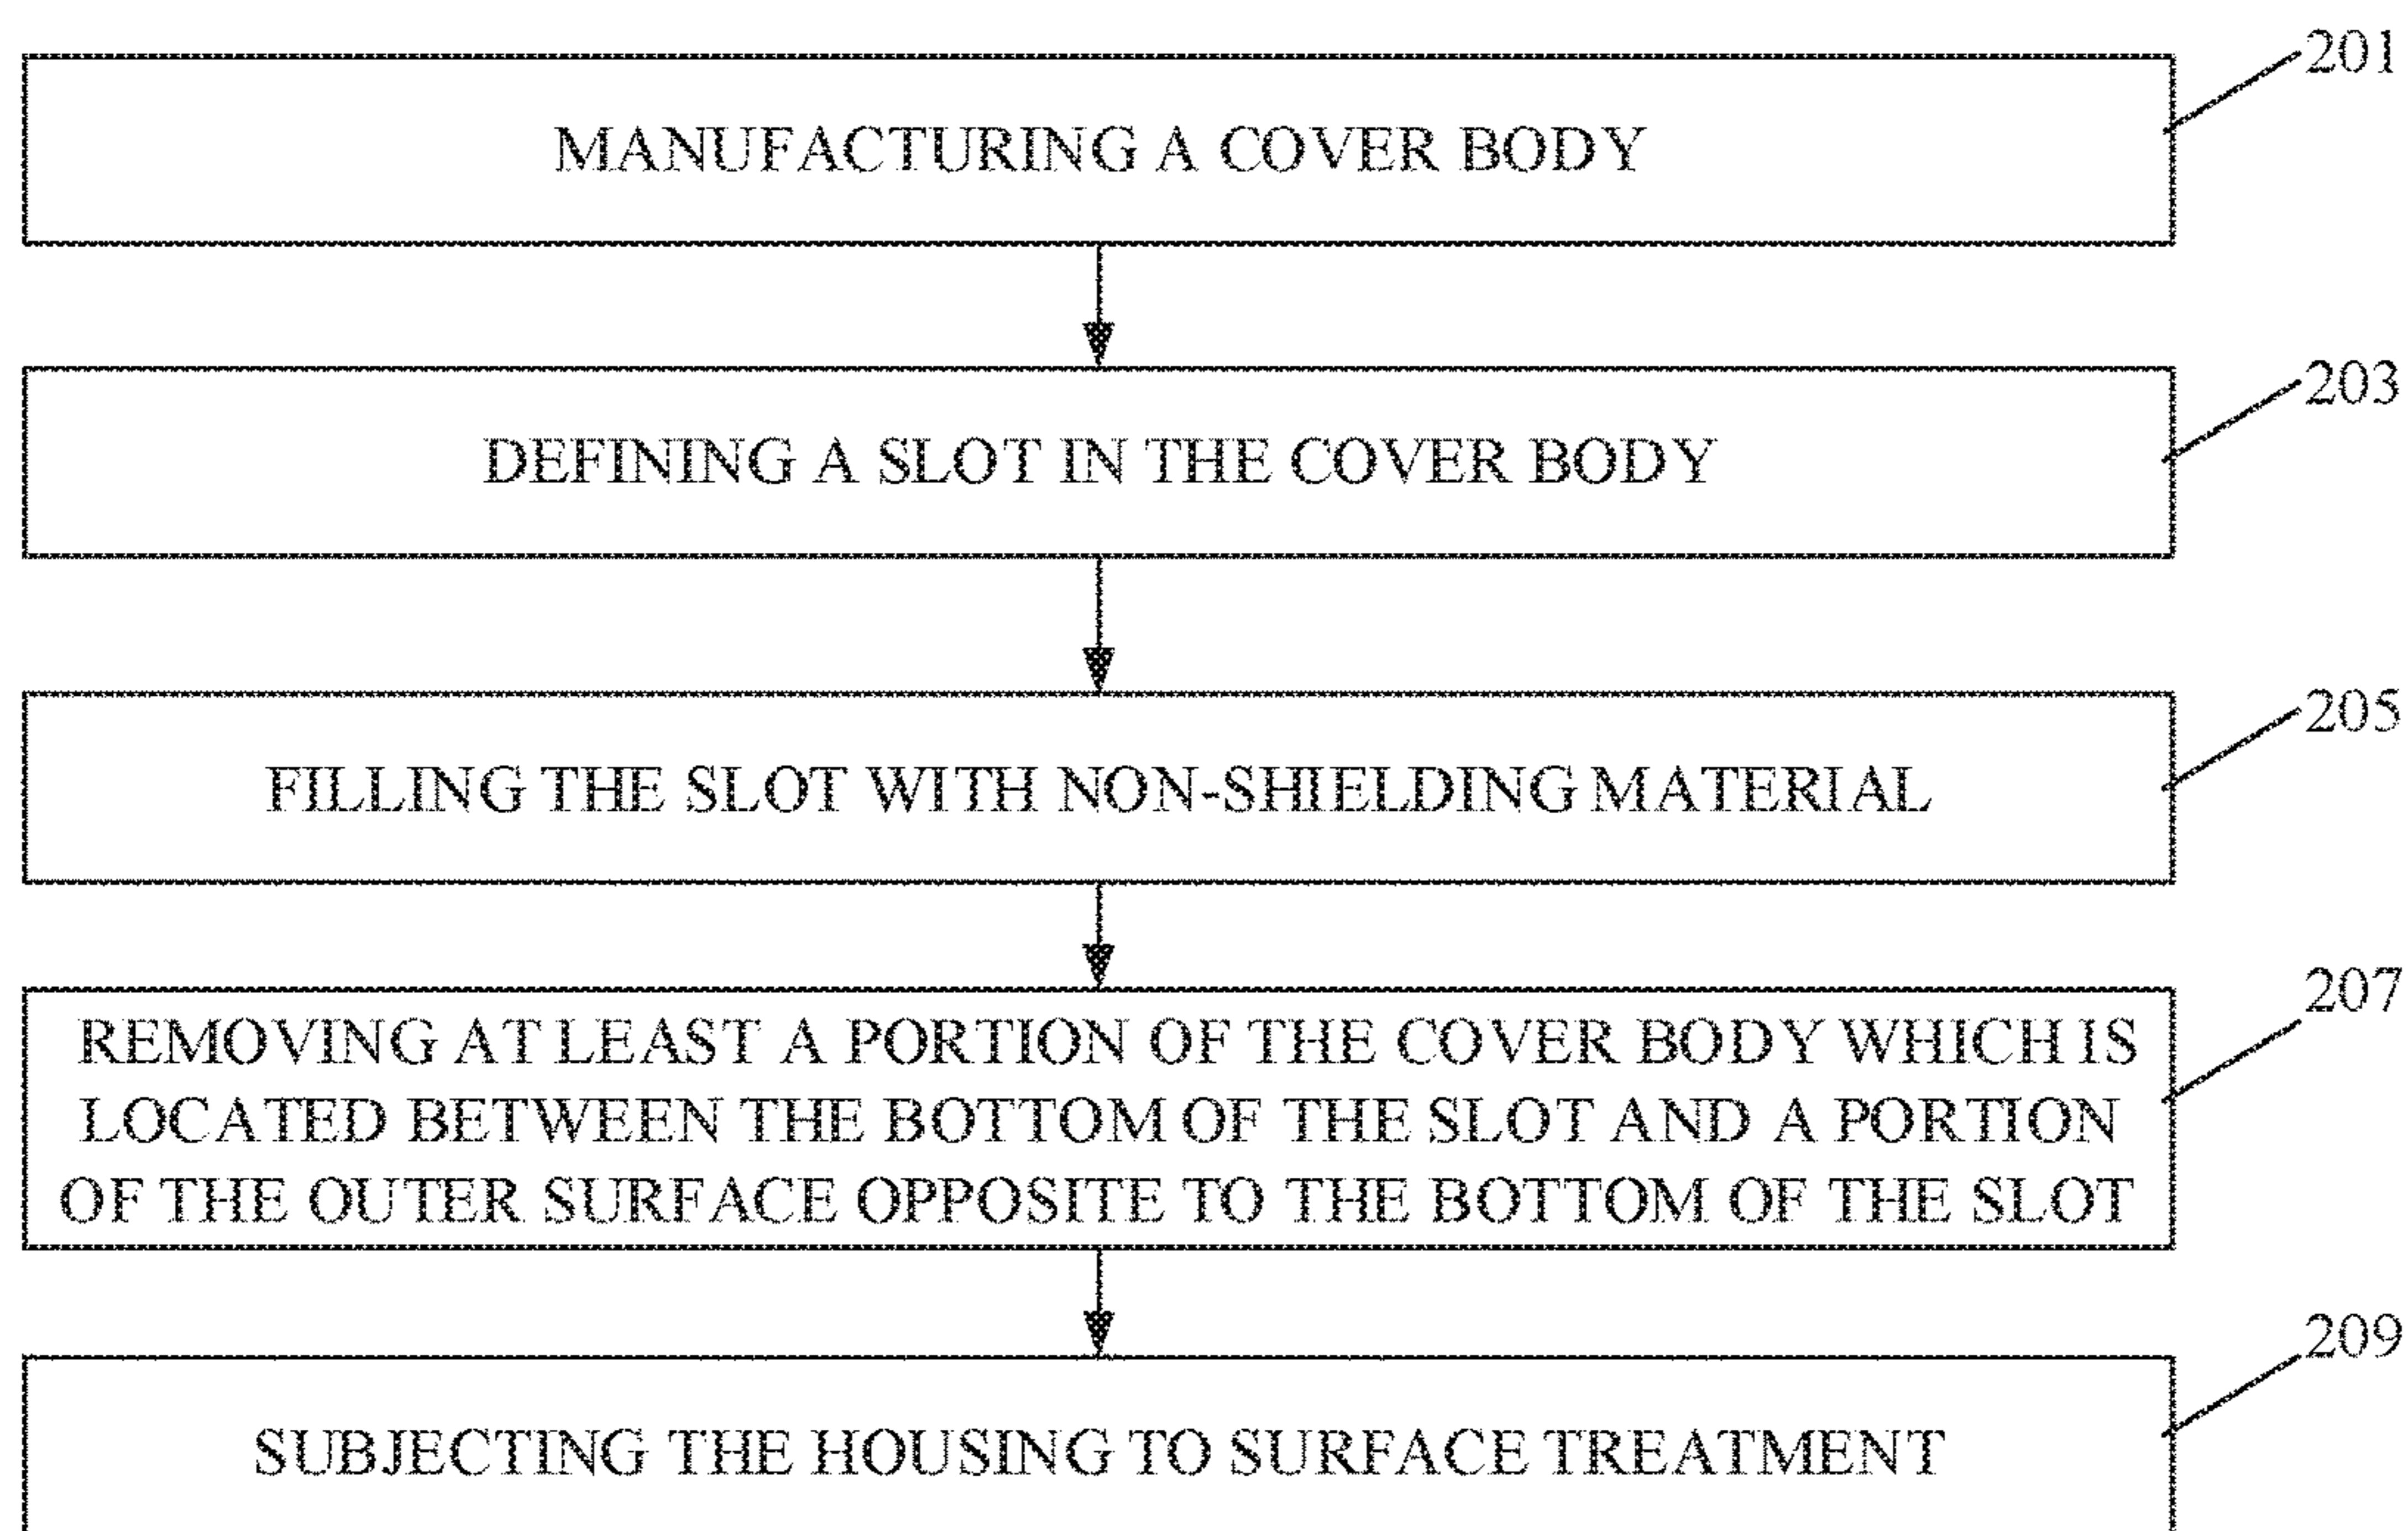 201
MANUFACTURING A COVER BODY
203
DEFINING A SLOT IN THE COVER BODY
205
FILLING THE SLOT WITH NON-SHIELDING MATERIAL
207
REMOVING AT LEAST A PORTION OF THE COVER BODY WHICH IS
LOCATED BETWEEN THE BOTTOM OF THE SLOT AND A PORTION
OF THE OUTER SURFACE OPPOSITE TO THE BOTTOM OF THE SLOT
209
SUBJECTING THE HOUSING TO SURFACE TREATMENT